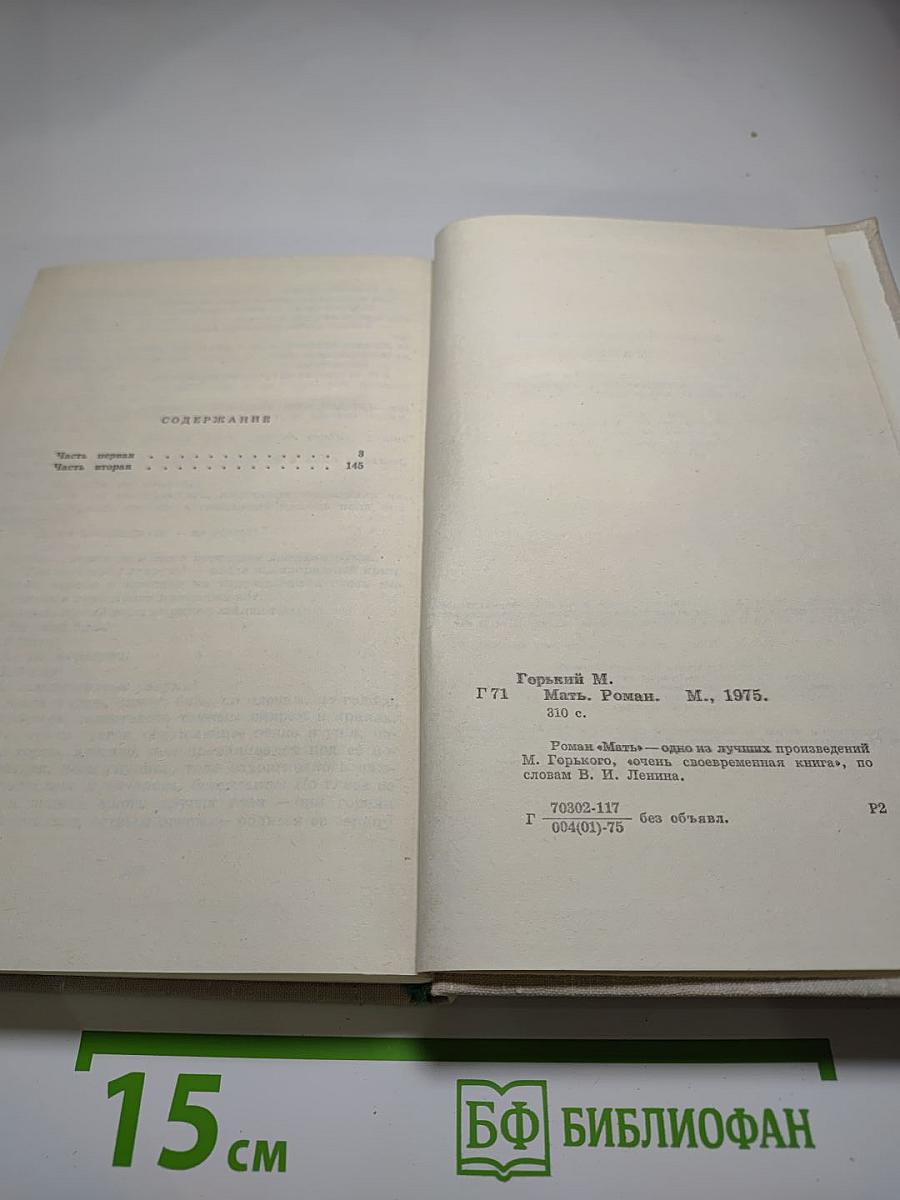 СОДЕРЖАНИЕ
Часть первая . . . . . . . . . . . . . 3
Часть вторая . . . . . . . . . . . . . 145
Горький М.
Г 71 Мать. Роман. М., 1975.
310 с.
Роман «Мать» — одно из лучших произведений
М. Горького, «очень своевременная книга», по
словам В. И. Ленина.
Г 70302-117
004(01)-75 без объявл. Р2
15 см
БФ БИБЛИОФАН